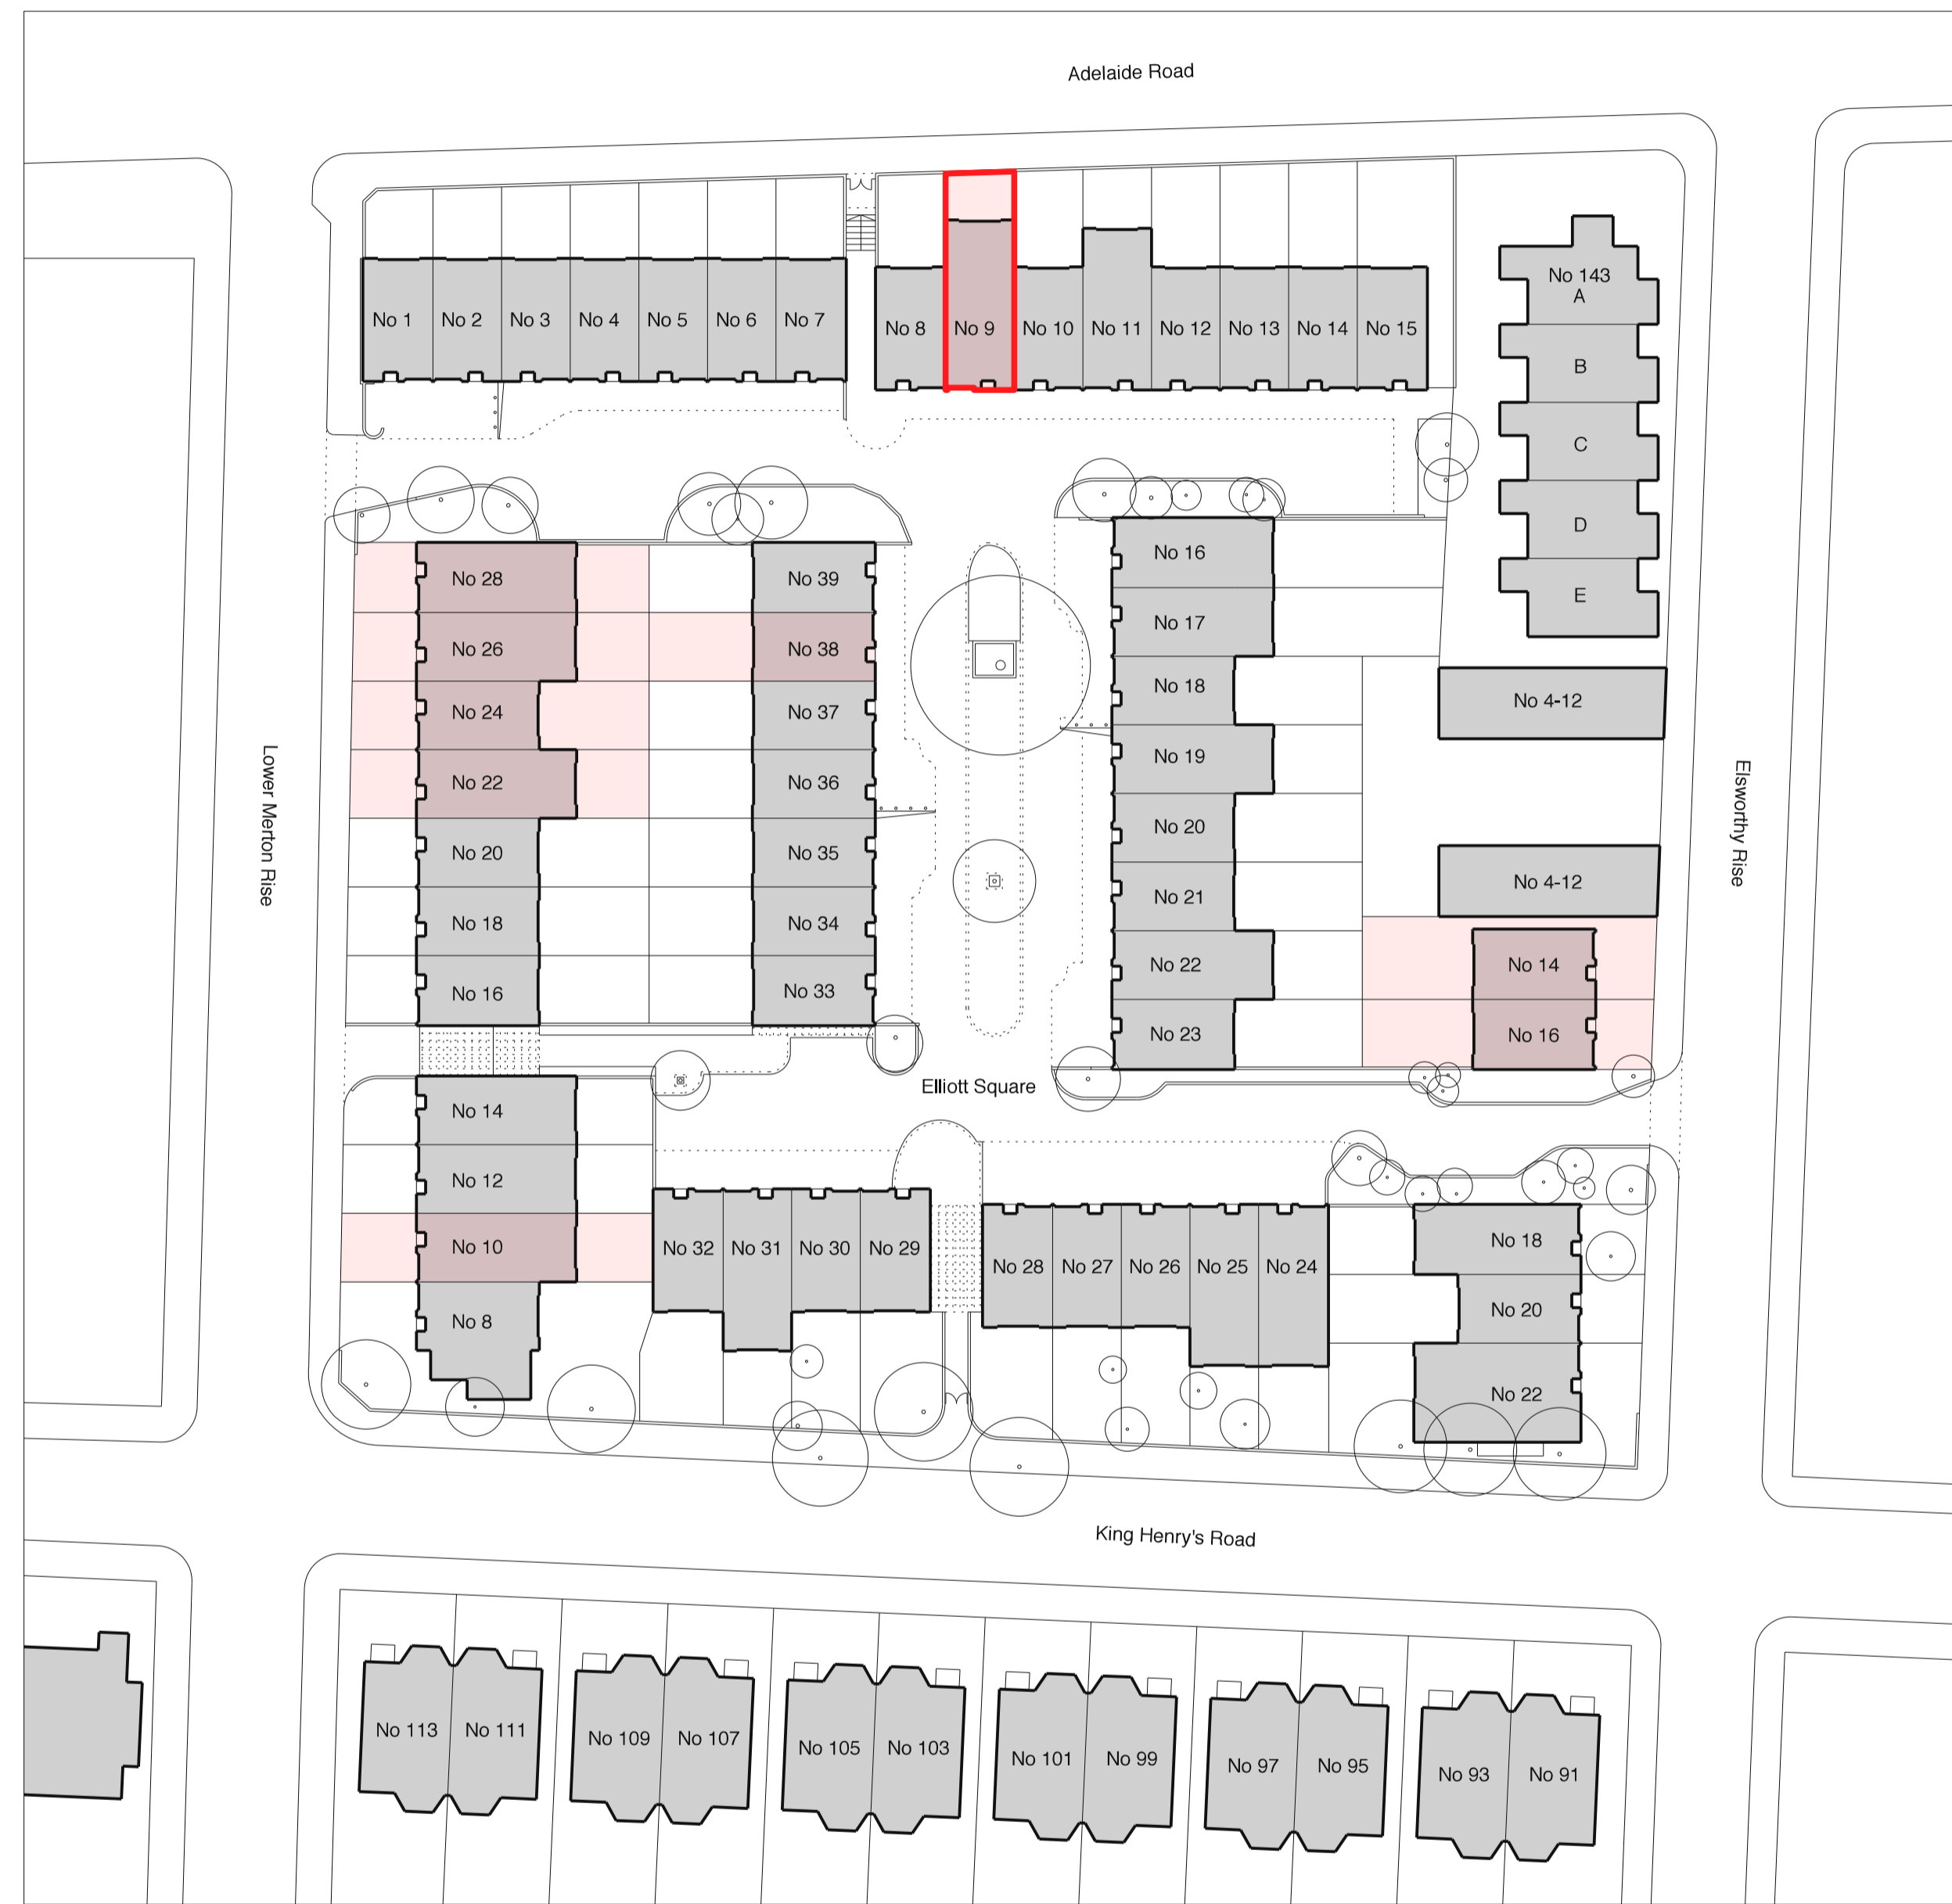 Adelaide Road
No 1
No 2
No 3
No 4
No 5
No 6
No 7
No 8
No 9
No 10
No 11
No 12
No 13
No 14
No 15
No 143
A
B
C
D
E
No 28
No 26
No 24
No 22
No 20
No 18
No 16
No 39
No 38
No 37
No 36
No 35
No 34
No 33
No 16
No 17
No 18
No 19
No 20
No 21
No 22
No 23
No 4-12
No 4-12
No 14
No 16
Lower Merton Rise
Elsworthy Rise
Elliott Square
No 14
No 12
No 10
No 8
No 32
No 31
No 30
No 29
No 28
No 27
No 26
No 25
No 24
No 18
No 20
No 22
King Henry's Road
No 113
No 111
No 109
No 107
No 105
No 103
No 101
No 99
No 97
No 95
No 93
No 91